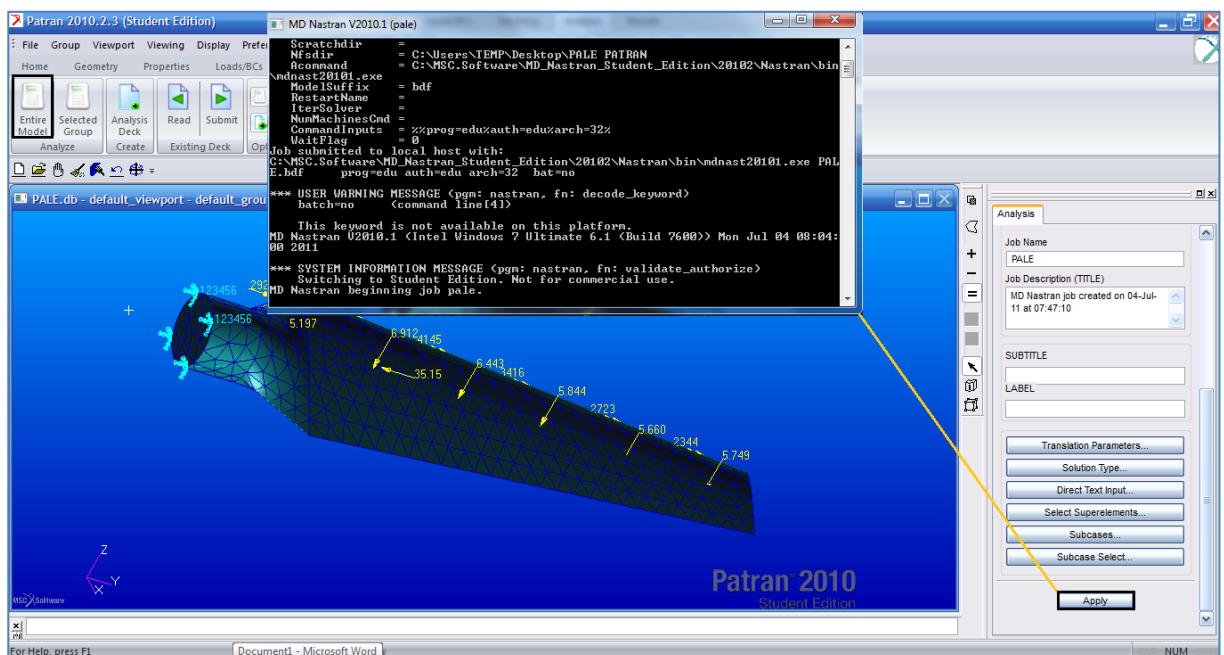 Patran 2010.2.3 (Student Edition)
File Group Viewport Viewing Display Prefe
Home Geometry Properties Loads/BCs
Entire Model
Selected Group
Analysis Deck
Read
Submit
Analyze
Create
Existing Deck
MD Nastran V2010.1 (pale)
Scratchdir =
Nfsdir = C:\Users\TEMP\Desktop\PALE PATRAN
Acommand = C:\MSC.Software\MD_Nastran_Student_Edition\20102\Nastran\bin
\mdnast20101.exe
ModelSuffix = bdf
RestartName =
IterSolver =
NumMachinesCmd =
CommandInputs = %%prog=edu%auth=edu%arch=32%
WaitFlag = 0
Job submitted to local host with:
C:\MSC.Software\MD_Nastran_Student_Edition\20102\Nastran\bin\mdnast20101.exe PAL
E.bdf prog=edu auth=edu arch=32 bat=no
*** USER WARNING MESSAGE (pgm: nastran, fn: decode_keyword)
batch=no (command line[4])
This keyword is not available on this platform.
MD Nastran V2010.1 (Intel Windows 7 Ultimate 6.1 (Build 7600)) Mon Jul 04 08:04:
00 2011
*** SYSTEM INFORMATION MESSAGE (pgm: nastran, fn: validate_authorize)
Switching to Student Edition. Not for commercial use.
MD Nastran beginning job pale.
PALE.db - default_viewport - default_grou
123456
123456
5.197
6.912
4145
35.15
6.443
5.844
2723
5.660
2344
5.749
Z
Y
X
MSC Software
Patran 2010
Student Edition
Analysis
Job Name
PALE
Job Description (TITLE)
MD Nastran job created on 04-Jul-
11 at 07:47:10
SUBTITLE
LABEL
Translation Parameters...
Solution Type...
Direct Text Input...
Select Superelements...
Subcases...
Subcase Select...
Apply
For Help, press F1
Document1 - Microsoft Word
NUM